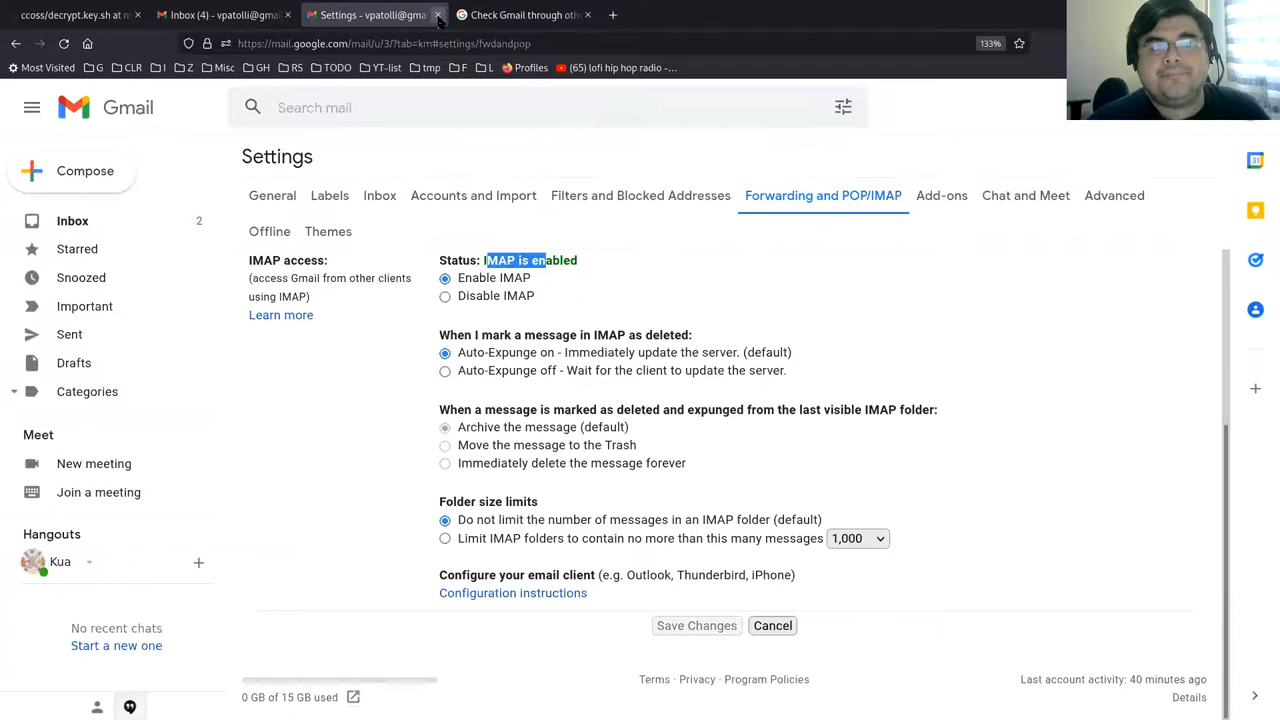 ccoss/decrypt.key.sh at m
Inbox (4) - vpatolli@gmai
Settings - vpatolli@gma
Check Gmail through oth
https://mail.google.com/mail/u/3/?tab=km#settings/fwdandpop
133%
Most Visited G CLR I Z Misc GH RS TODO YT-list tmp F L Profiles (65) lofi hip hop radio -...
Gmail
Search mail
Compose
Inbox 2
Starred
Snoozed
Important
Sent
Drafts
Categories
Meet
New meeting
Join a meeting
Hangouts
Kua
No recent chats
Start a new one
Settings
General Labels Inbox Accounts and Import Filters and Blocked Addresses Forwarding and POP/IMAP Add-ons Chat and Meet Advanced
Offline Themes
IMAP access:
(access Gmail from other clients
using IMAP)
Learn more
Status: IMAP is enabled
Enable IMAP
Disable IMAP
When I mark a message in IMAP as deleted:
Auto-Expunge on - Immediately update the server. (default)
Auto-Expunge off - Wait for the client to update the server.
When a message is marked as deleted and expunged from the last visible IMAP folder:
Archive the message (default)
Move the message to the Trash
Immediately delete the message forever
Folder size limits
Do not limit the number of messages in an IMAP folder (default)
Limit IMAP folders to contain no more than this many messages 1,000
Configure your email client (e.g. Outlook, Thunderbird, iPhone)
Configuration instructions
Save Changes Cancel
0 GB of 15 GB used
Terms · Privacy · Program Policies
Last account activity: 40 minutes ago
Details
31